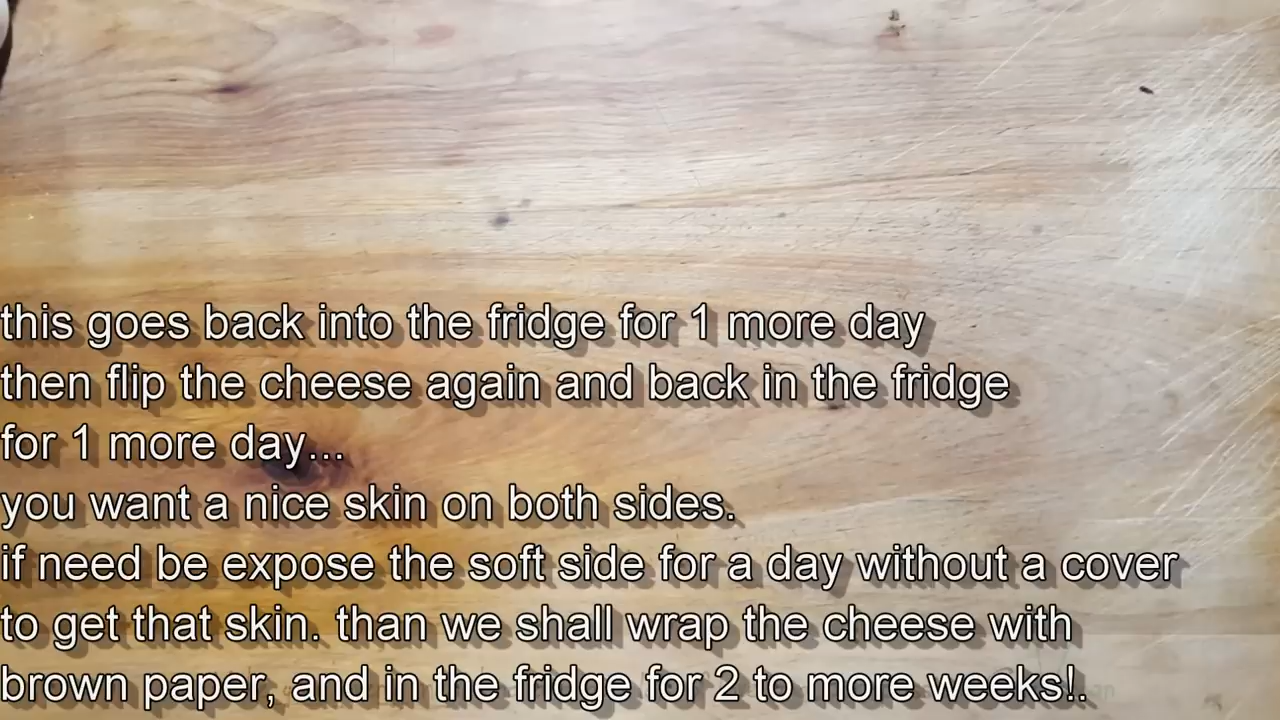 this goes back into the fridge for 1 more day
then flip the cheese again and back in the fridge
for 1 more day...
you want a nice skin on both sides.
if need be expose the soft side for a day without a cover
to get that skin. than we shall wrap the cheese with
brown paper, and in the fridge for 2 to more weeks!.